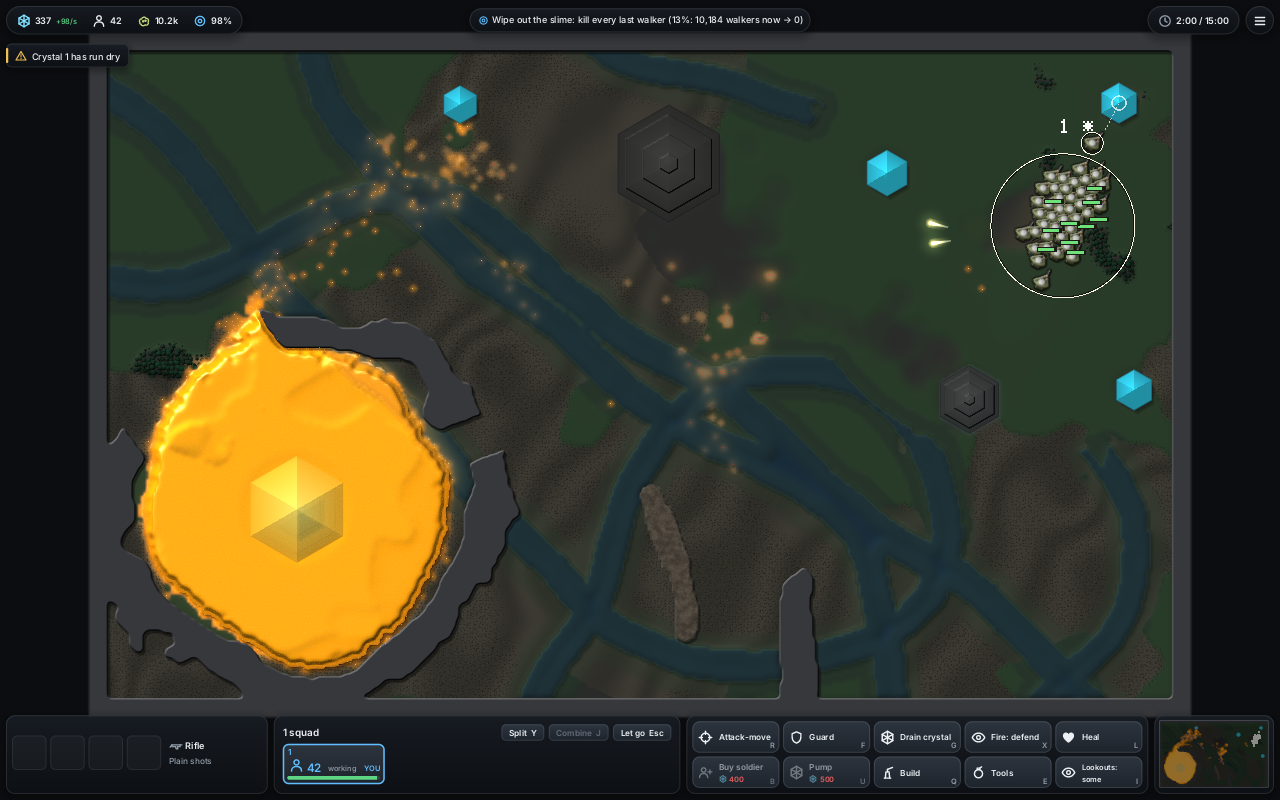 337 +98/s 42 10.2k 98%
Wipe out the slime: kill every last walker (13%: 10,184 walkers now → 0)
2:00 / 15:00
Crystal 1 has run dry
1
Rifle
Plain shots
1 squad
Split Y
Combine J
Let go Esc
1
42 working YOU
Attack-move R
Guard F
Drain crystal G
Fire: defend X
Heal L
Buy soldier 400 B
Pump 500 U
Build Q
Tools E
Lookouts: some I